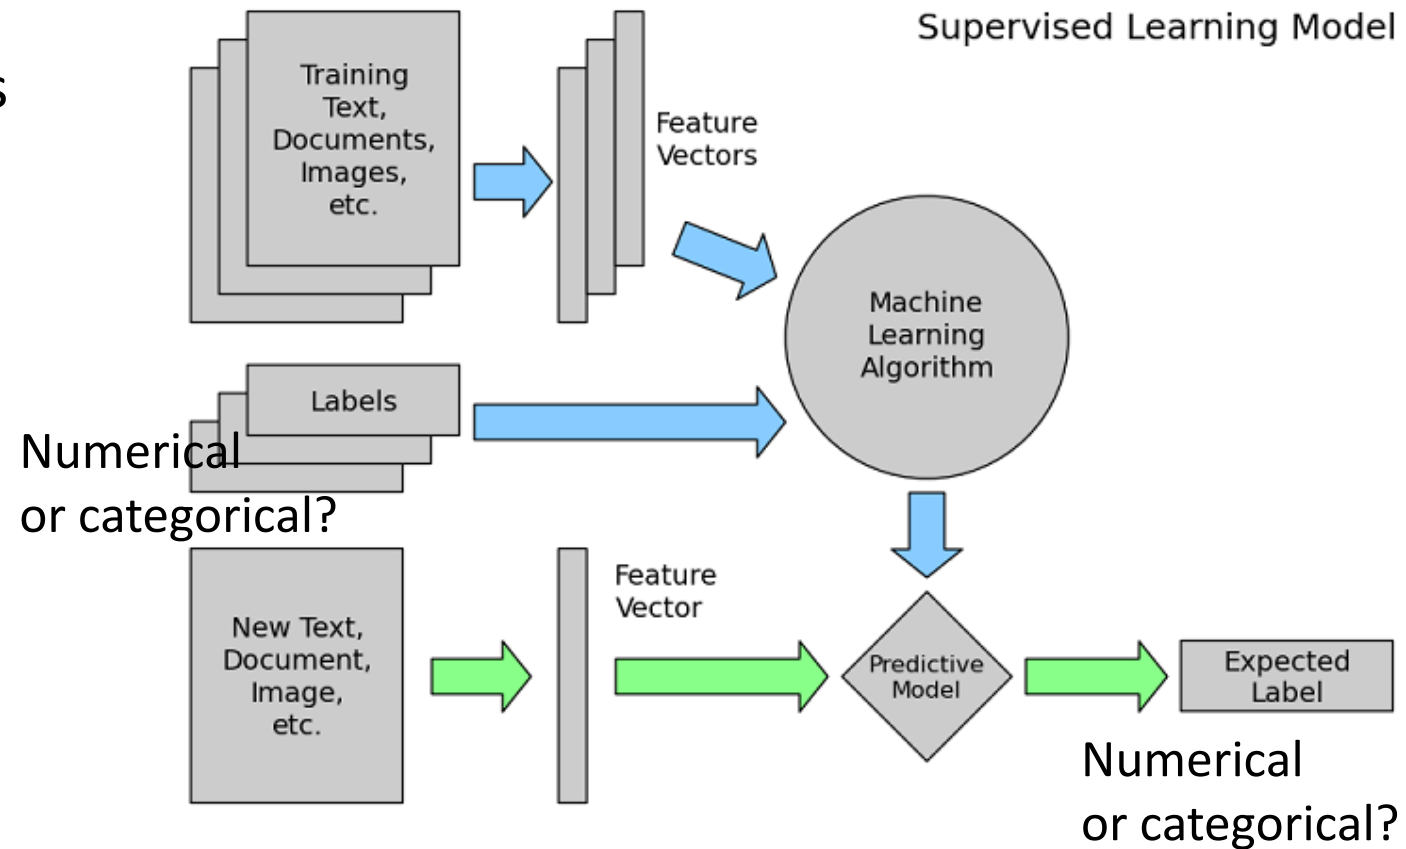 Supervised Learning Model
s
Training
Text,
Documents,
Images,
etc.
Feature
Vectors
Machine
Learning
Algorithm
Labels
Numerical
or categorical?
New Text,
Document,
Image,
etc.
Feature
Vector
Predictive
Model
Expected
Label
Numerical
or categorical?